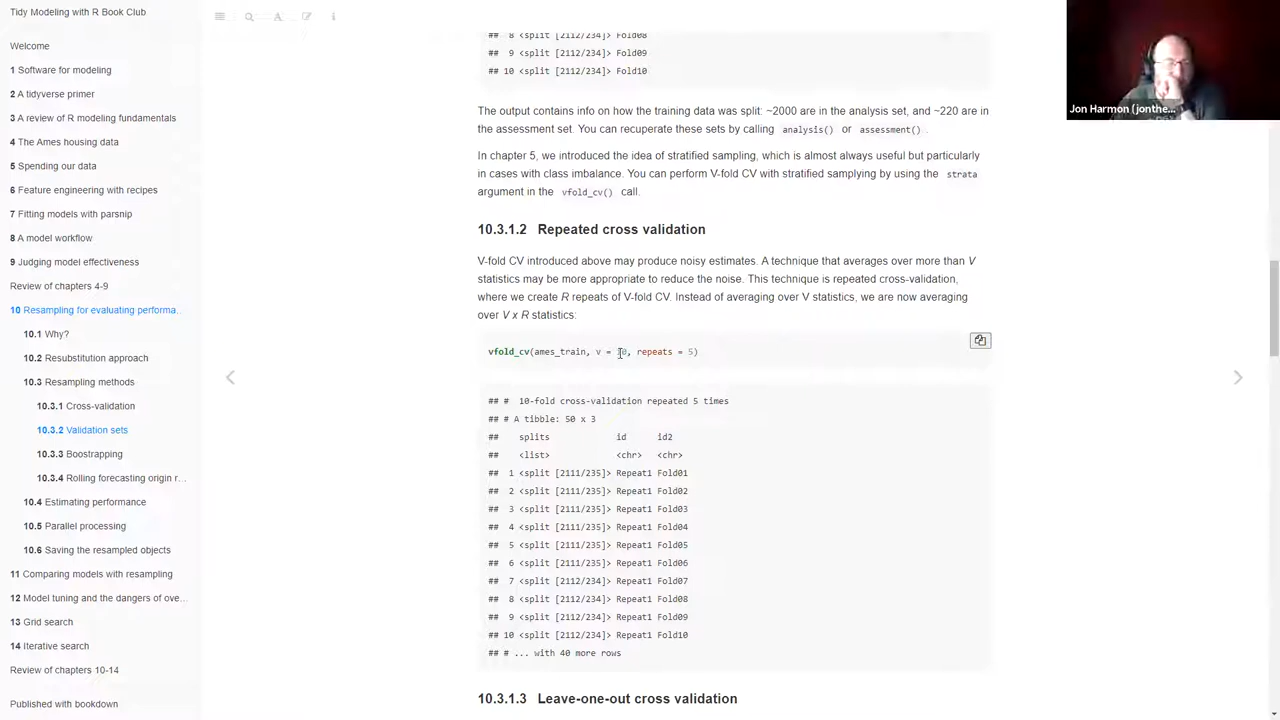 Tidy Modeling with R Book Club
Welcome
1 Software for modeling
2 A tidyverse primer
3 A review of R modeling fundamentals
4 The Ames housing data
5 Spending our data
6 Feature engineering with recipes
7 Fitting models with parsnip
8 A model workflow
9 Judging model effectiveness
Review of chapters 4-9
10 Resampling for evaluating performa...
10.1 Why?
10.2 Resubstitution approach
10.3 Resampling methods
10.3.1 Cross-validation
10.3.2 Validation sets
10.3.3 Boostrapping
10.3.4 Rolling forecasting origin r...
10.4 Estimating performance
10.5 Parallel processing
10.6 Saving the resampled objects
11 Comparing models with resampling
12 Model tuning and the dangers of ove...
13 Grid search
14 Iterative search
Review of chapters 10-14
Published with bookdown
## 8 <split [2112/234]> Fold08
## 9 <split [2112/234]> Fold09
## 10 <split [2112/234]> Fold10
The output contains info on how the training data was split: ~2000 are in the analysis set, and ~220 are in
the assessment set. You can recuperate these sets by calling analysis() or assessment() .
In chapter 5, we introduced the idea of stratified sampling, which is almost always useful but particularly
in cases with class imbalance. You can perform V-fold CV with stratified samplying by using the strata
argument in the vfold_cv() call.
10.3.1.2 Repeated cross validation
V-fold CV introduced above may produce noisy estimates. A technique that averages over more than V
statistics may be more appropriate to reduce the noise. This technique is repeated cross-validation,
where we create R repeats of V-fold CV. Instead of averaging over V statistics, we are now averaging
over V x R statistics:
vfold_cv(ames_train, v = 10, repeats = 5)
## # 10-fold cross-validation repeated 5 times
## # A tibble: 50 x 3
## splits id id2
## <list> <chr> <chr>
## 1 <split [2111/235]> Repeat1 Fold01
## 2 <split [2111/235]> Repeat1 Fold02
## 3 <split [2111/235]> Repeat1 Fold03
## 4 <split [2111/235]> Repeat1 Fold04
## 5 <split [2111/235]> Repeat1 Fold05
## 6 <split [2111/235]> Repeat1 Fold06
## 7 <split [2112/234]> Repeat1 Fold07
## 8 <split [2112/234]> Repeat1 Fold08
## 9 <split [2112/234]> Repeat1 Fold09
## 10 <split [2112/234]> Repeat1 Fold10
## # ... with 40 more rows
10.3.1.3 Leave-one-out cross validation
Jon Harmon (jonthe...